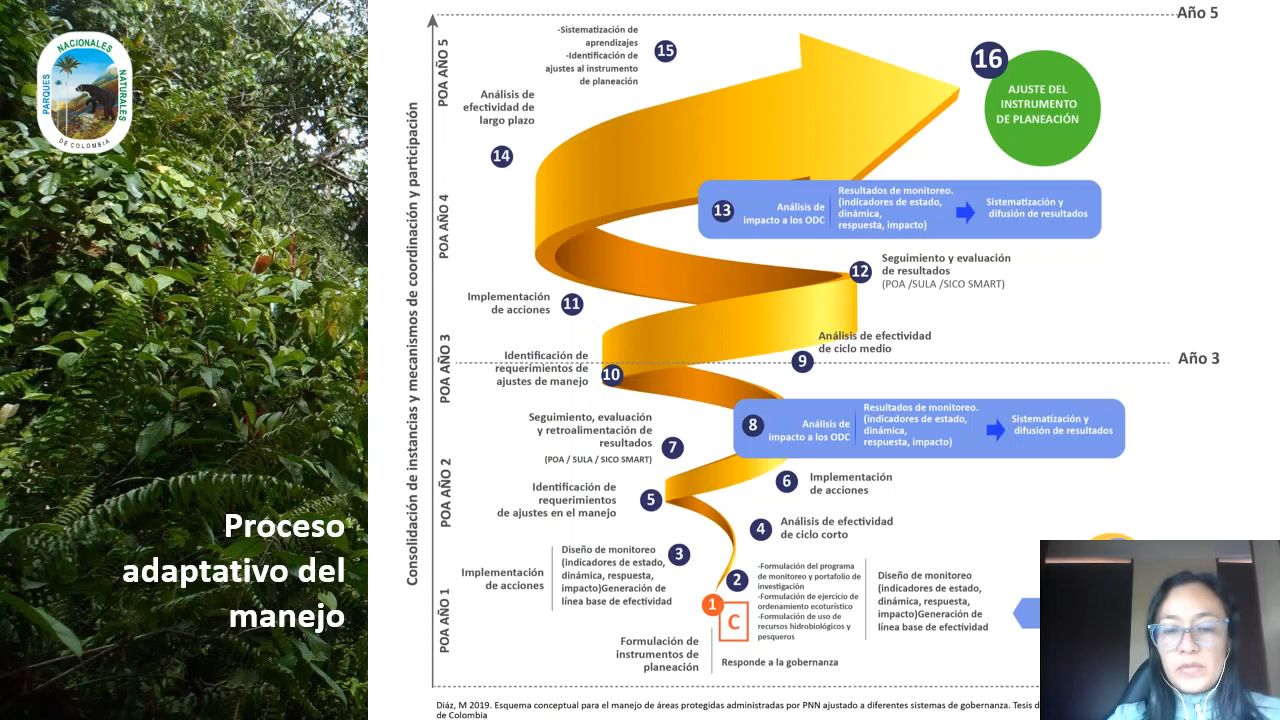 PARQUES
NACIONALES
NATURALES
DE COLOMBIA
Proceso
adaptativo del
manejo
Consolidación de instancias y mecanismos de coordinación y participación
POA AÑO 5
POA AÑO 4
POA AÑO 3
POA AÑO 2
POA AÑO 1
Año 5
-Sistematización de
aprendizajes
-Identificación de
ajustes al instrumento
de planeación
15
16
AJUSTE DEL
INSTRUMENTO
DE PLANEACIÓN
Análisis de
efectividad de
largo plazo
14
13
Análisis de
impacto a los ODC
Resultados de monitoreo.
(indicadores de estado,
dinámica,
respuesta, impacto)
Sistematización y
difusión de resultados
12
Seguimiento y evaluación
de resultados
(POA /SULA /SICO SMART)
Implementación
de acciones
11
Análisis de efectividad
de ciclo medio
9
Año 3
Identificación de
requerimientos de
ajustes de manejo
10
8
Análisis de
impacto a los ODC
Resultados de monitoreo.
(indicadores de estado,
dinámica,
respuesta, impacto)
Sistematización y
difusión de resultados
Seguimiento, evaluación
y retroalimentación de
resultados
(POA / SULA / SICO SMART)
7
6
Implementación
de acciones
Identificación de
requerimientos
de ajustes en el manejo
5
4
Análisis de efectividad
de ciclo corto
Implementación
de acciones
Diseño de monitoreo
(indicadores de estado,
dinámica, respuesta,
impacto)Generación de
línea base de efectividad
3
2
-Formulación del programa
de monitoreo y portafolio de
investigación
-Formulación de ejercicio de
ordenamiento ecoturístico
-Formulación de uso de
recursos hidrobiológicos y
pesqueros
Diseño de monitoreo
(indicadores de estado,
dinámica, respuesta,
impacto)Generación de
línea base de efectividad
1
C
Formulación de
instrumentos de
planeación
Responde a la gobernanza
Diáz, M 2019. Esquema conceptual para el manejo de áreas protegidas administradas por PNN ajustado a diferentes sistemas de gobernanza. Tesis d
de Colombia